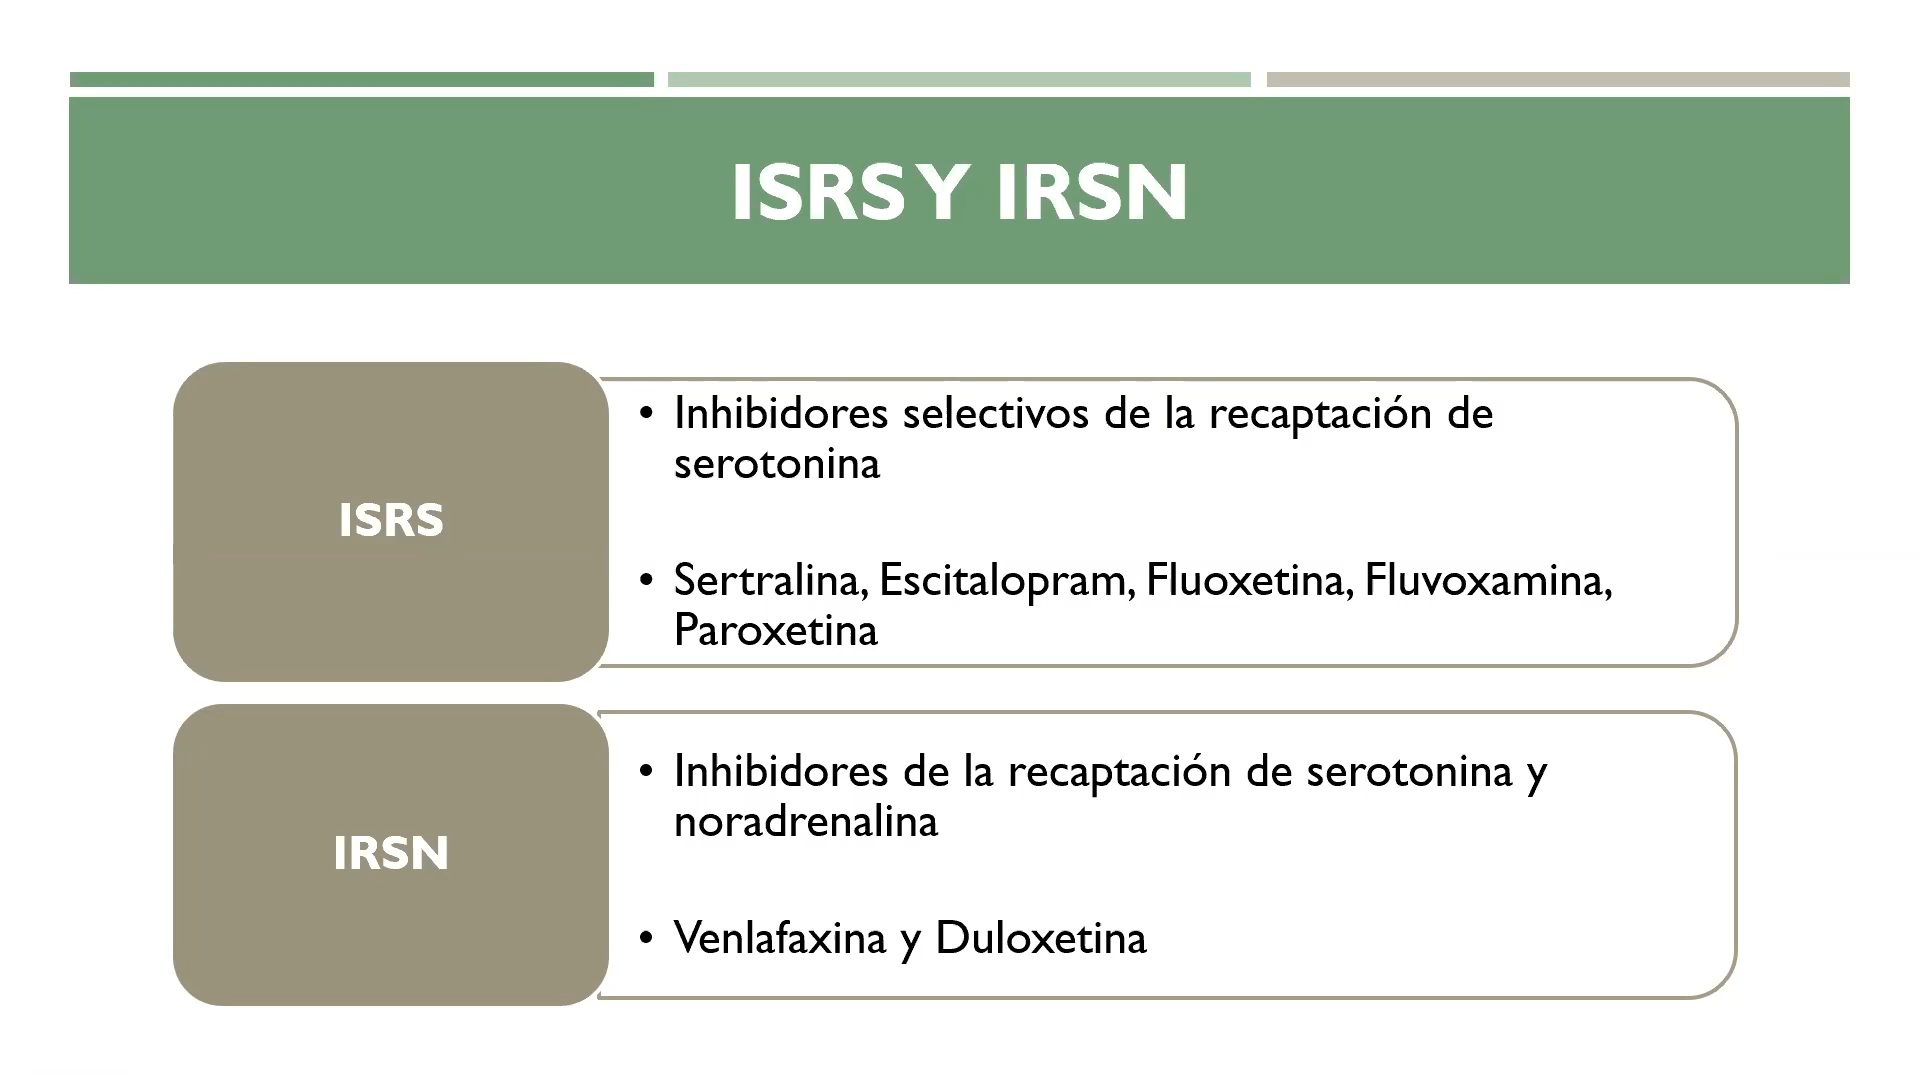 ISRS Y IRSN
ISRS
• Inhibidores selectivos de la recaptación de
serotonina
• Sertralina, Escitalopram, Fluoxetina, Fluvoxamina,
Paroxetina
IRSN
• Inhibidores de la recaptación de serotonina y
noradrenalina
• Venlafaxina y Duloxetina